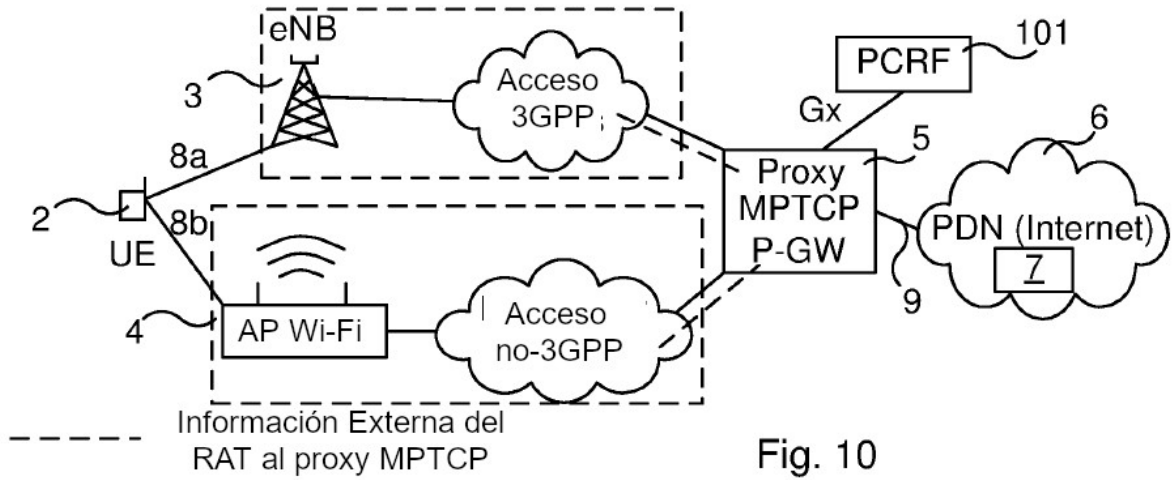 eNB
3
Acceso
3GPP
8a
2
UE
8b
4
AP Wi-Fi
Acceso
no-3GPP
PCRF
101
Gx
5
Proxy
MPTCP
P-GW
9
6
PDN (Internet)
7
Información Externa del
RAT al proxy MPTCP
Fig. 10